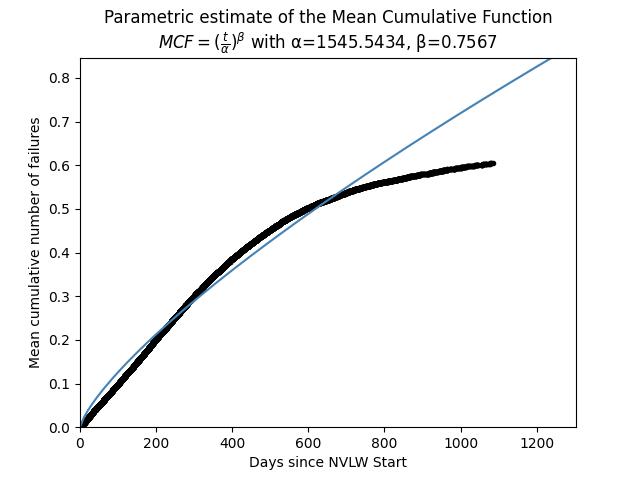 Parametric estimate of the Mean Cumulative Function
MCF = (t/α)^β with α=1545.5434, β=0.7567
Mean cumulative number of failures
0.8
0.7
0.6
0.5
0.4
0.3
0.2
0.1
0.0
0 200 400 600 800 1000 1200
Days since NVLW Start